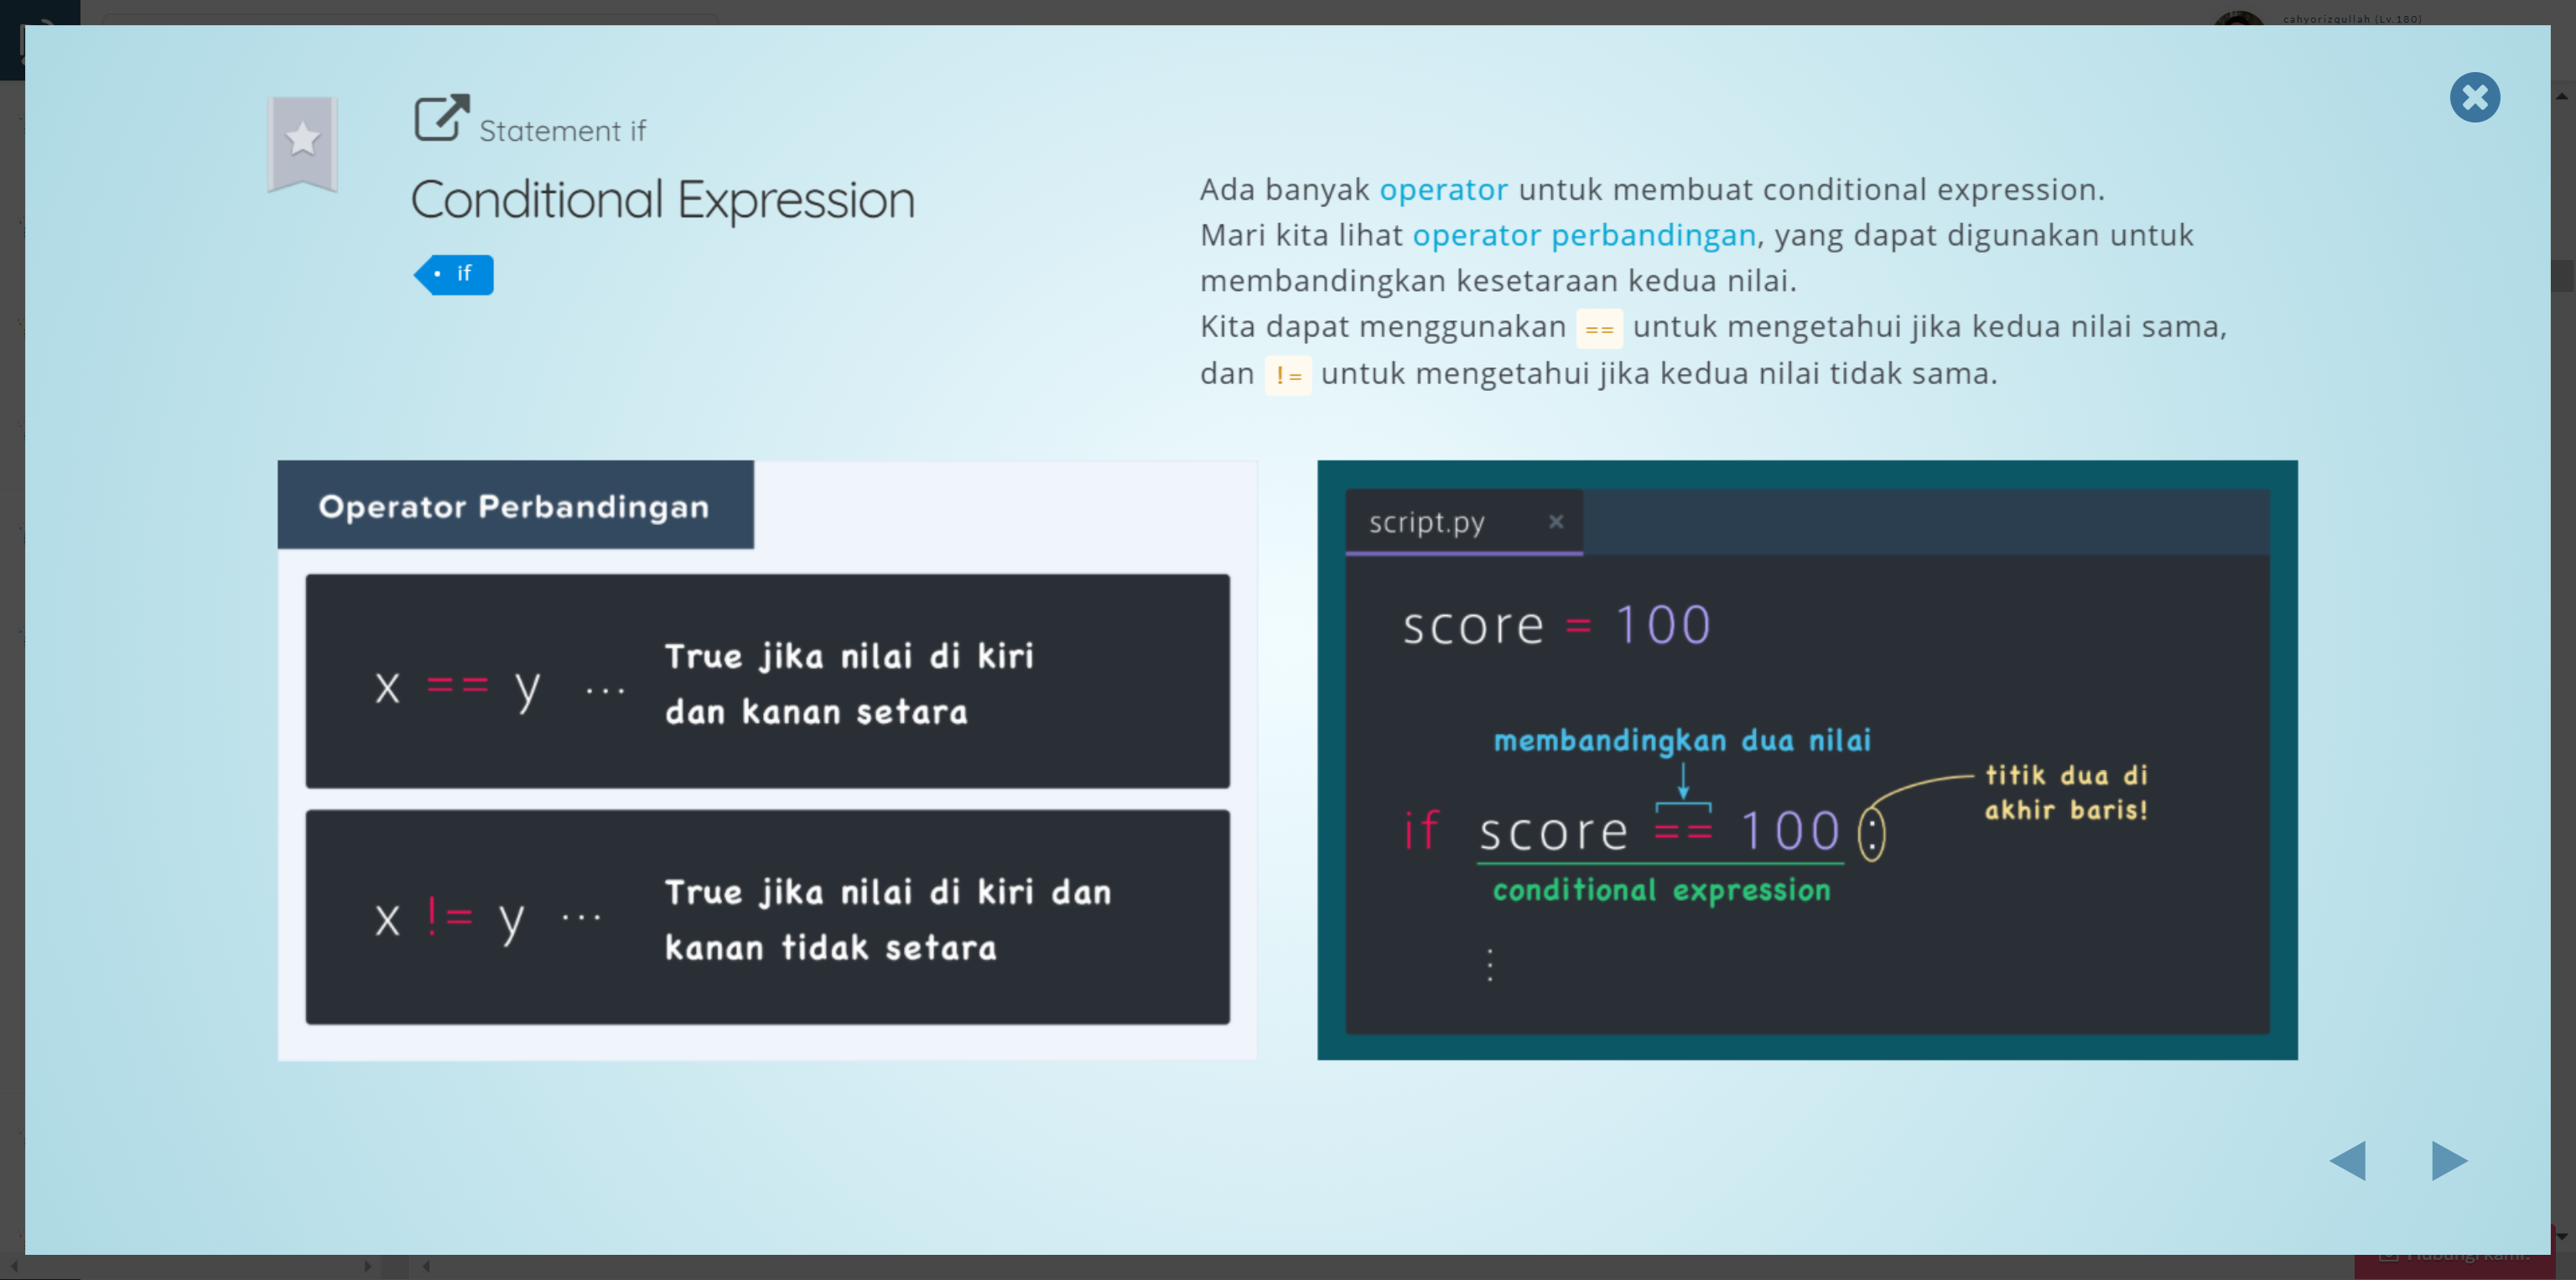 cahyorizqullah (Lv.180)
Statement if
Conditional Expression
if
Ada banyak operator untuk membuat conditional expression.
Mari kita lihat operator perbandingan, yang dapat digunakan untuk
membandingkan kesetaraan kedua nilai.
Kita dapat menggunakan == untuk mengetahui jika kedua nilai sama,
dan != untuk mengetahui jika kedua nilai tidak sama.
Operator Perbandingan
x == y ... True jika nilai di kiri
dan kanan setara
x != y ... True jika nilai di kiri dan
kanan tidak setara
script.py ×
score = 100
membandingkan dua nilai
titik dua di
akhir baris!
if score == 100 :
conditional expression
⋮
Hubungi kami!